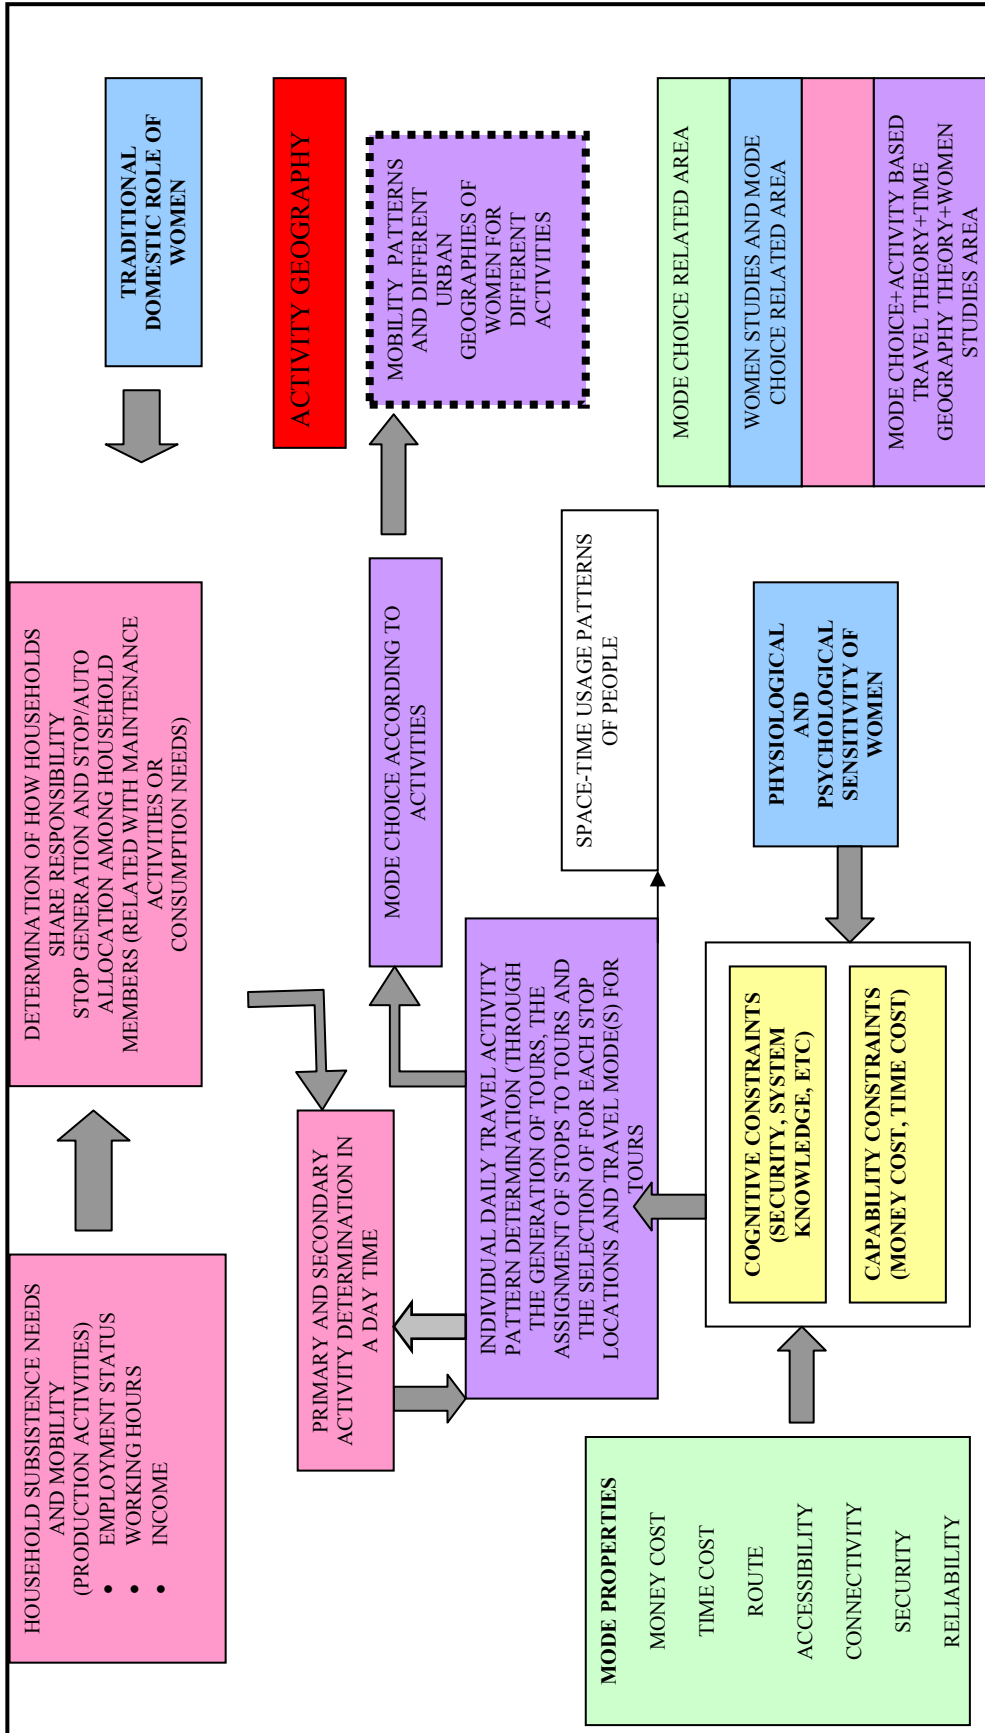 HOUSEHOLD SUBSISTENCE NEEDS
AND MOBILITY
(PRODUCTION ACTIVITIES)
• EMPLOYMENT STATUS
• WORKING HOURS
• INCOME
DETERMINATION OF HOW HOUSEHOLDS
SHARE RESPONSIBILITY
STOP GENERATION AND STOP/AUTO
ALLOCATION AMONG HOUSEHOLD
MEMBERS (RELATED WITH MAINTENANCE
ACTIVITIES OR
CONSUMPTION NEEDS)
TRADITIONAL
DOMESTIC ROLE OF
WOMEN
PRIMARY AND SECONDARY
ACTIVITY DETERMINATION IN
A DAY TIME
ACTIVITY GEOGRAPHY
MODE CHOICE ACCORDING TO
ACTIVITIES
MOBILITY PATTERNS
AND DIFFERENT
URBAN
GEOGRAPHIES OF
WOMEN FOR
DIFFERENT
ACTIVITIES
INDIVIDUAL DAILY TRAVEL ACTIVITY
PATTERN DETERMINATION (THROUGH
THE GENERATION OF TOURS, THE
ASSIGNMENT OF STOPS TO TOURS AND
THE SELECTION OF FOR EACH STOP
LOCATIONS AND TRAVEL MODE(S) FOR
TOURS
SPACE-TIME USAGE PATTERNS
OF PEOPLE
MODE PROPERTIES
MONEY COST
TIME COST
ROUTE
ACCESSIBILITY
CONNECTIVITY
SECURITY
RELIABILITY
COGNITIVE CONSTRAINTS
(SECURITY, SYSTEM
KNOWLEDGE, ETC)
CAPABILITY CONSTRAINTS
(MONEY COST, TIME COST)
PHYSIOLOGICAL
AND
PSYCHOLOGICAL
SENSITIVITY OF
WOMEN
MODE CHOICE RELATED AREA
WOMEN STUDIES AND MODE
CHOICE RELATED AREA
MODE CHOICE+ACTIVITY BASED
TRAVEL THEORY+TIME
GEOGRAPHY THEORY+WOMEN
STUDIES AREA